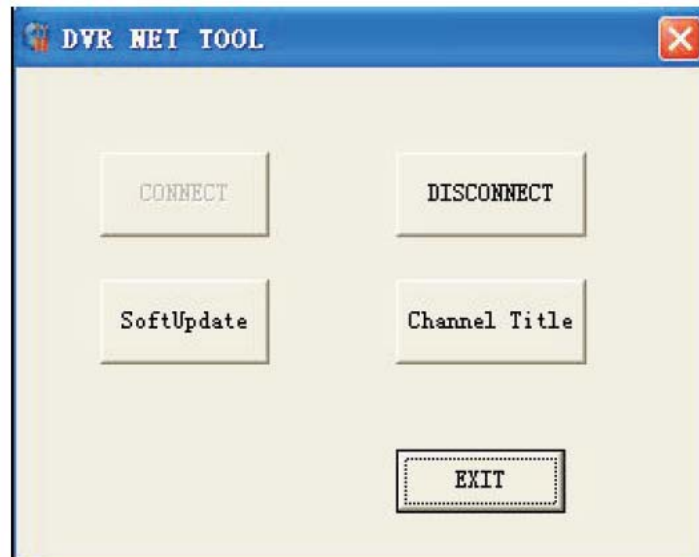 DVR NET TOOL
CONNECT
DISCONNECT
SoftUpdate
Channel Title
EXIT